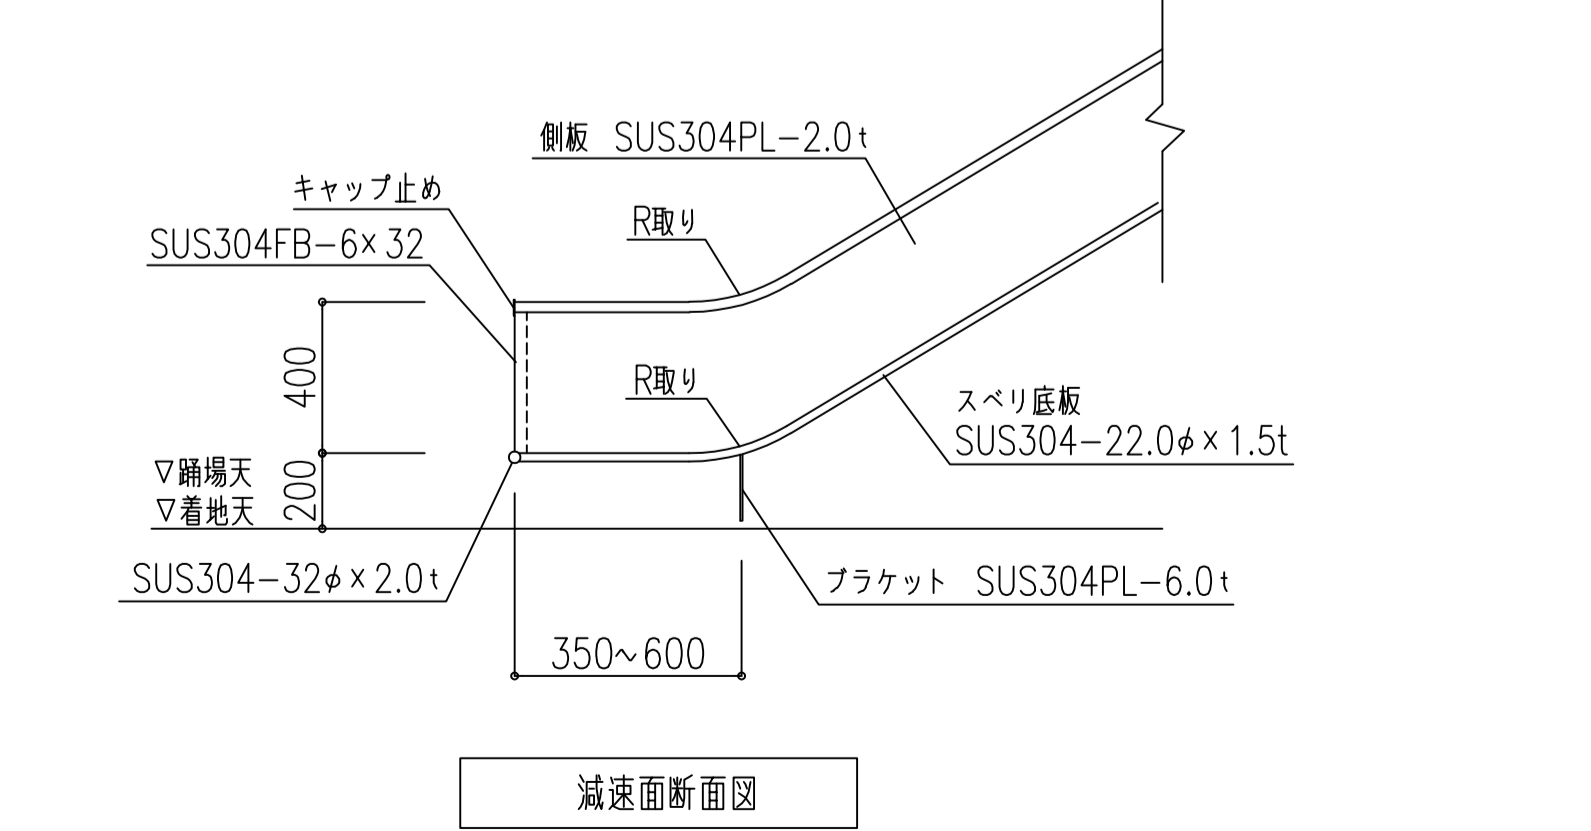 側板 SUS304PL-2.0t
キャップ止め
SUS304FB-6×32
R取り
400
R取り
スベリ底板
SUS304-22.0φ×1.5t
▽踊場天
▽着地天
200
SUS304-32φ×2.0t
ブラケット SUS304PL-6.0t
350~600
減速面断面図